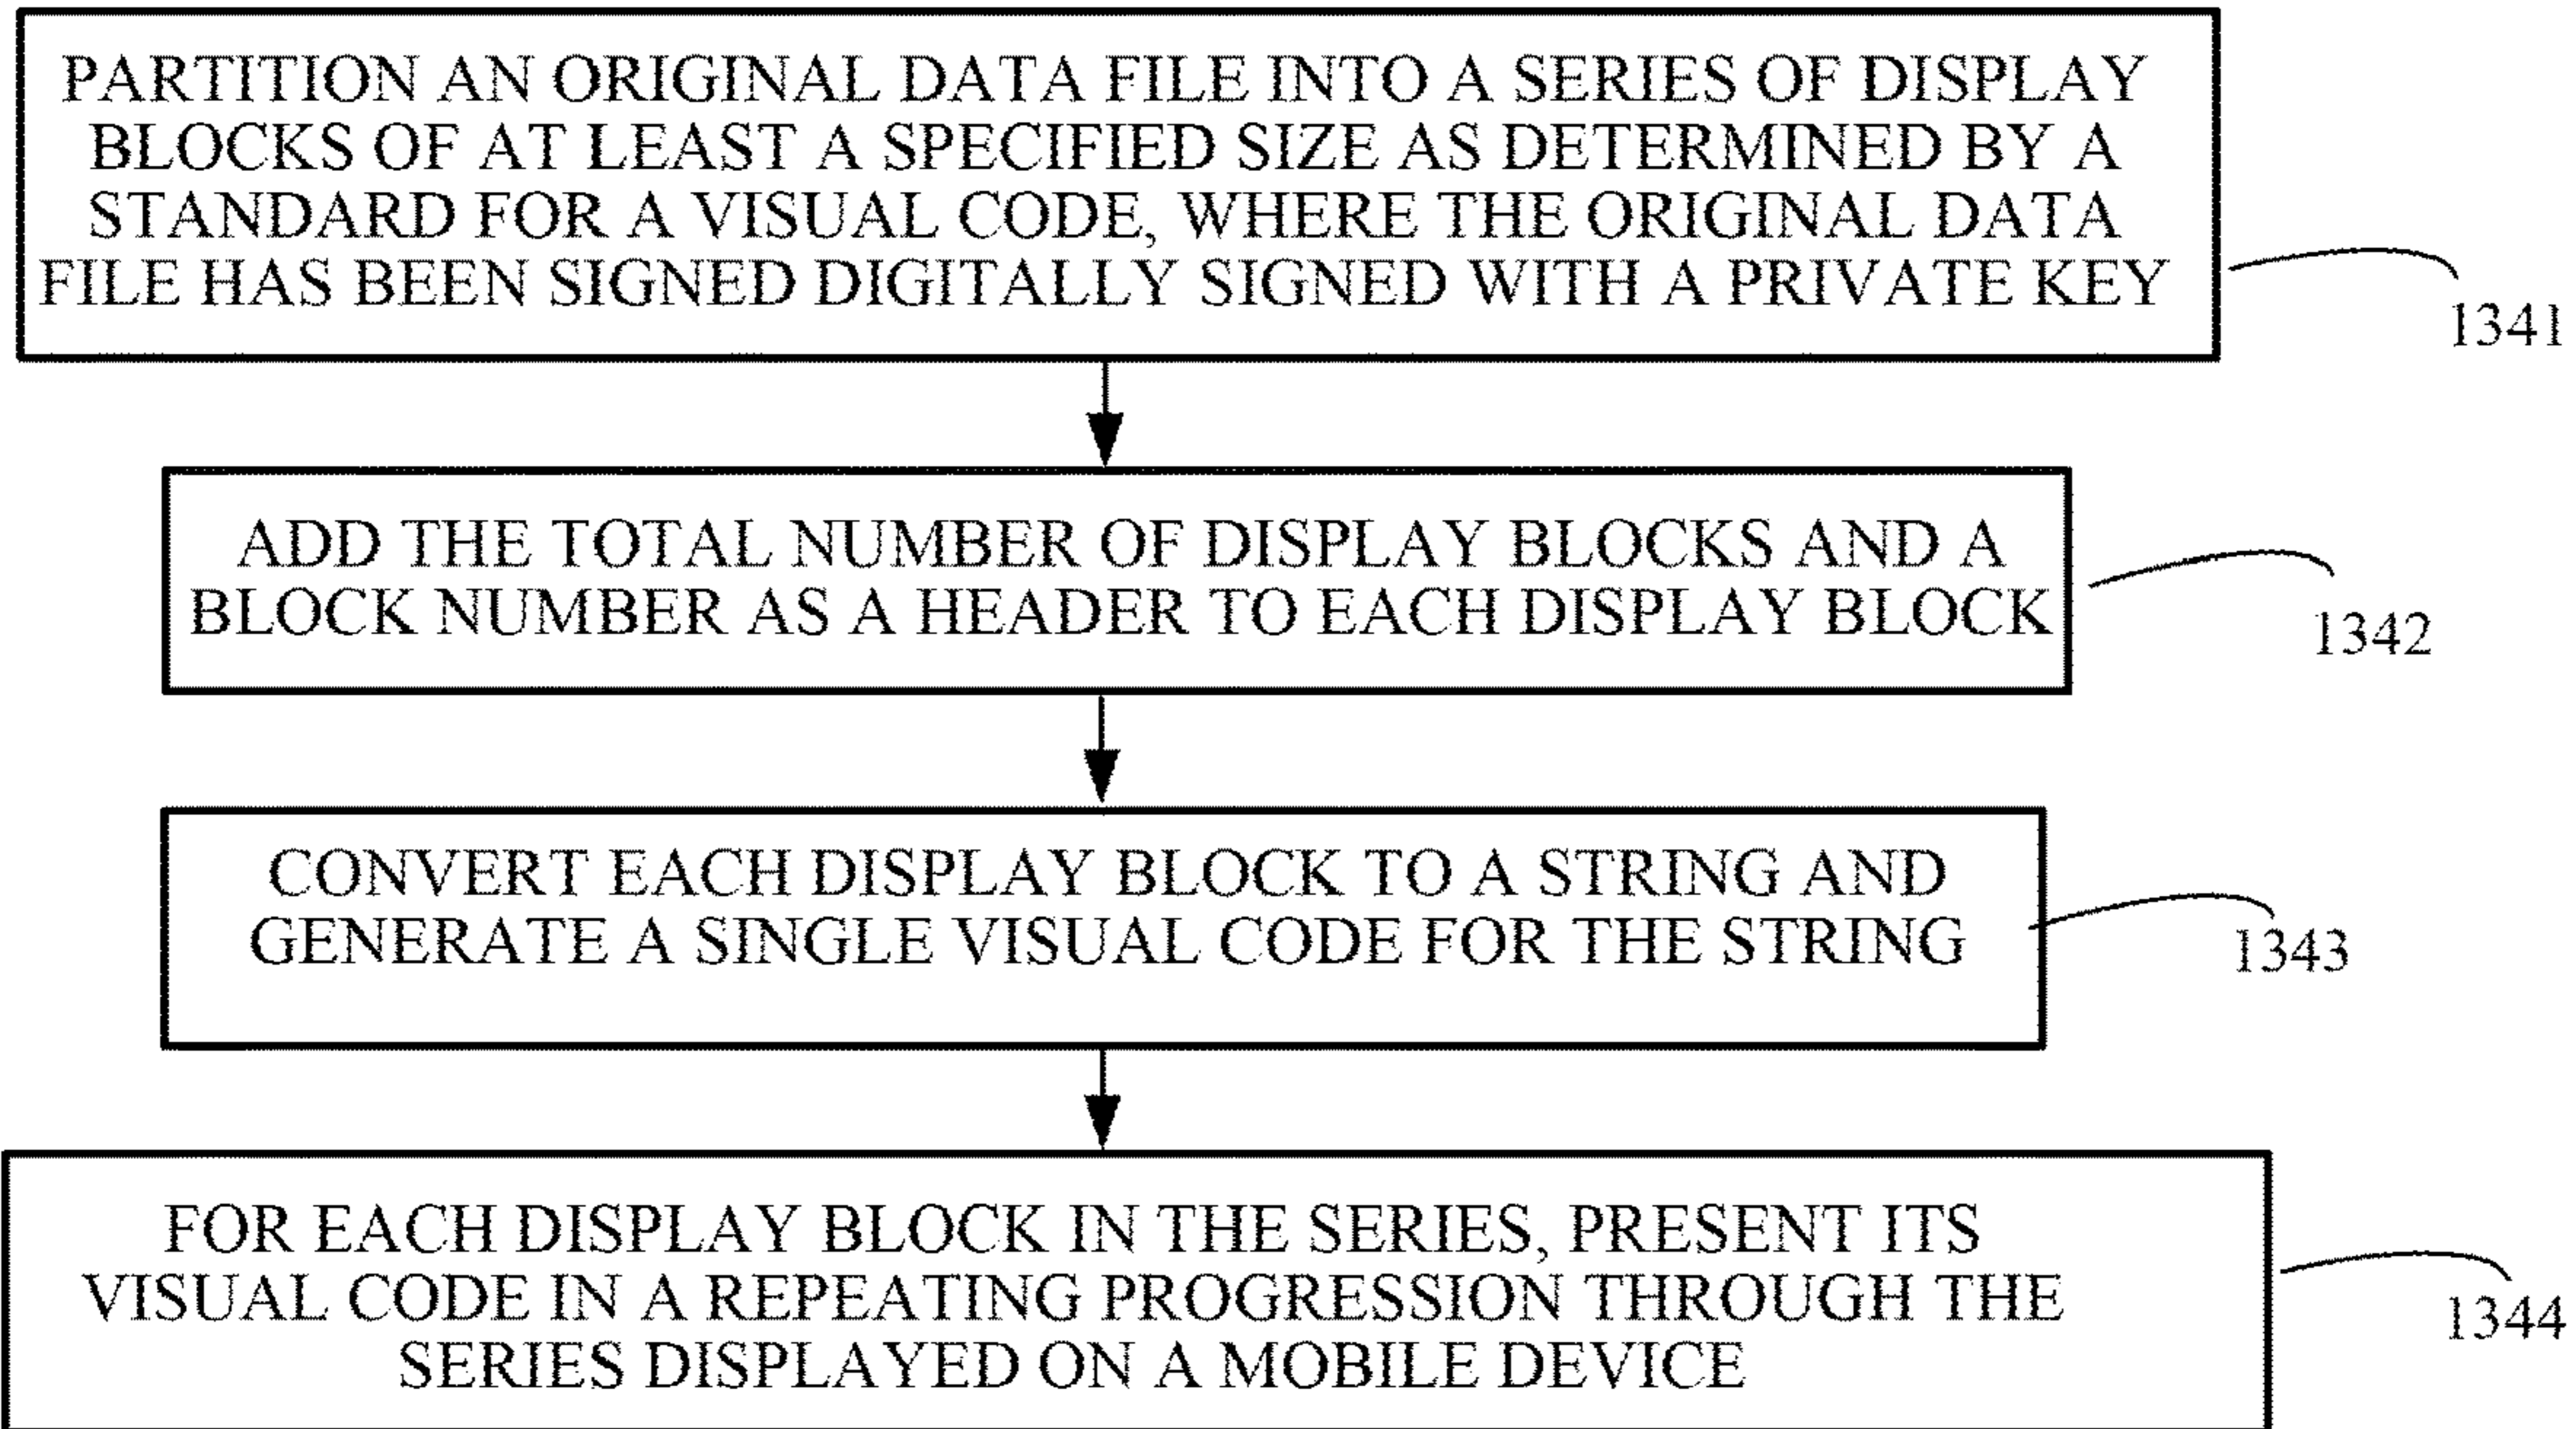 PARTITION AN ORIGINAL DATA FILE INTO A SERIES OF DISPLAY
BLOCKS OF AT LEAST A SPECIFIED SIZE AS DETERMINED BY A
STANDARD FOR A VISUAL CODE, WHERE THE ORIGINAL DATA
FILE HAS BEEN SIGNED DIGITALLY SIGNED WITH A PRIVATE KEY
1341
ADD THE TOTAL NUMBER OF DISPLAY BLOCKS AND A
BLOCK NUMBER AS A HEADER TO EACH DISPLAY BLOCK
1342
CONVERT EACH DISPLAY BLOCK TO A STRING AND
GENERATE A SINGLE VISUAL CODE FOR THE STRING
1343
FOR EACH DISPLAY BLOCK IN THE SERIES, PRESENT ITS
VISUAL CODE IN A REPEATING PROGRESSION THROUGH THE
SERIES DISPLAYED ON A MOBILE DEVICE
1344